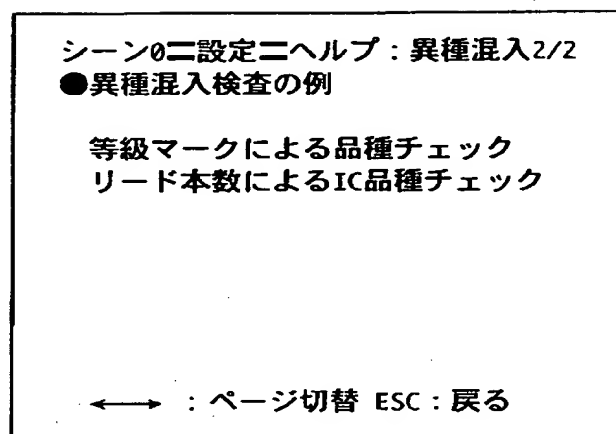 シーン0〓設定〓ヘルプ：異種混入2/2
●異種混入検査の例
等級マークによる品種チェック
リード本数によるIC品種チェック
←→：ページ切替 ESC：戻る